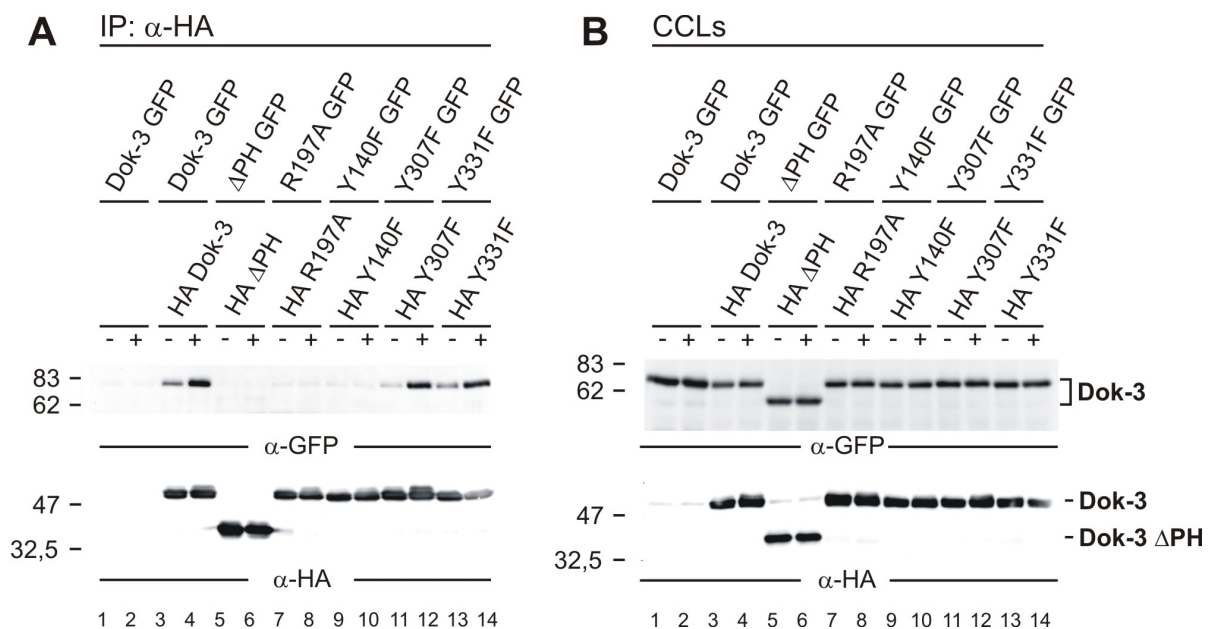 A
IP: α-HA
Dok-3 GFP
Dok-3 GFP
ΔPH GFP
R197A GFP
Y140F GFP
Y307F GFP
Y331F GFP
HA Dok-3
HA ΔPH
HA R197A
HA Y140F
HA Y307F
HA Y331F
- + - + - + - + - + - + - +
83
62
α-GFP
47
32,5
α-HA
1 2 3 4 5 6 7 8 9 10 11 12 13 14
B
CCLs
Dok-3 GFP
Dok-3 GFP
ΔPH GFP
R197A GFP
Y140F GFP
Y307F GFP
Y331F GFP
HA Dok-3
HA ΔPH
HA R197A
HA Y140F
HA Y307F
HA Y331F
- + - + - + - + - + - + - +
83
62
Dok-3
α-GFP
47
32,5
Dok-3
Dok-3 ΔPH
α-HA
1 2 3 4 5 6 7 8 9 10 11 12 13 14